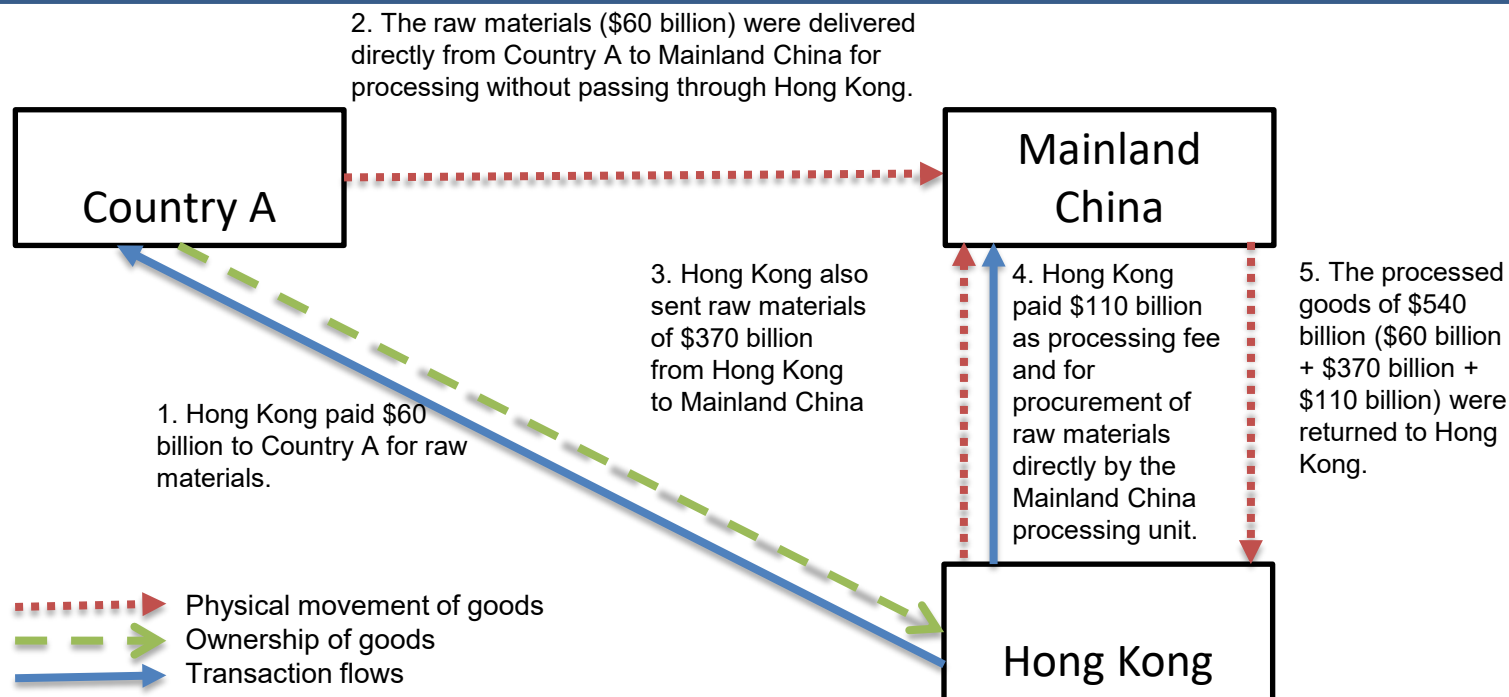 2. The raw materials ($60 billion) were delivered
directly from Country A to Mainland China for
processing without passing through Hong Kong.
Country A
Mainland
China
3. Hong Kong also
sent raw materials
of $370 billion
from Hong Kong
to Mainland China
4. Hong Kong
paid $110 billion
as processing fee
and for
procurement of
raw materials
directly by the
Mainland China
processing unit.
5. The processed
goods of $540
billion ($60 billion
+ $370 billion +
$110 billion) were
returned to Hong
Kong.
1. Hong Kong paid $60
billion to Country A for raw
materials.
Physical movement of goods
Ownership of goods
Transaction flows
Hong Kong